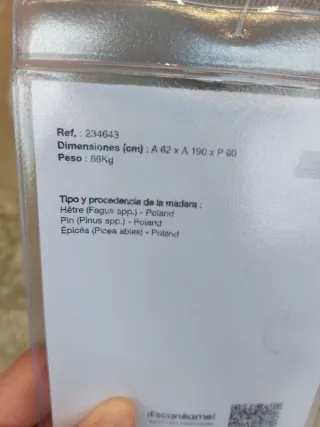 Ref. : 234643
Dimensiones (cm) : A 62 x A 190 x P 90
Peso : 66Kg
Tipo y procedencia de la madera :
Hêtre (Fagus spp.) - Poland
Pin (Pinus spp.) - Poland
Épicéa (Picea abies) - Poland
¡Escanéame!